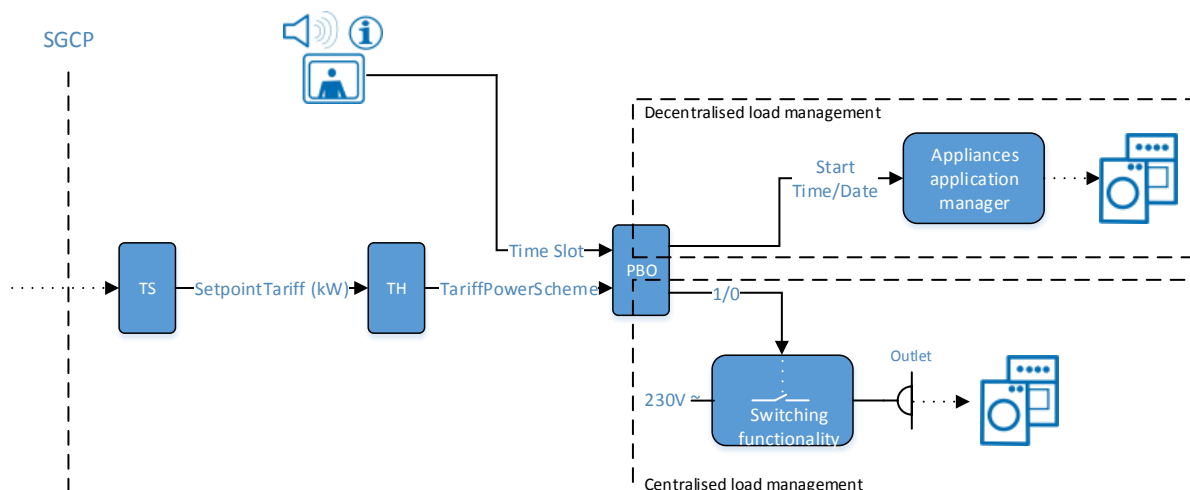 SGCP
Decentralised load management
Start
Time/Date
Appliances
application
manager
Time Slot
PBO
TS
SetpointTariff (kW)
TH
TariffPowerScheme
1/0
Outlet
230V ~
Switching
functionality
Centralised load management